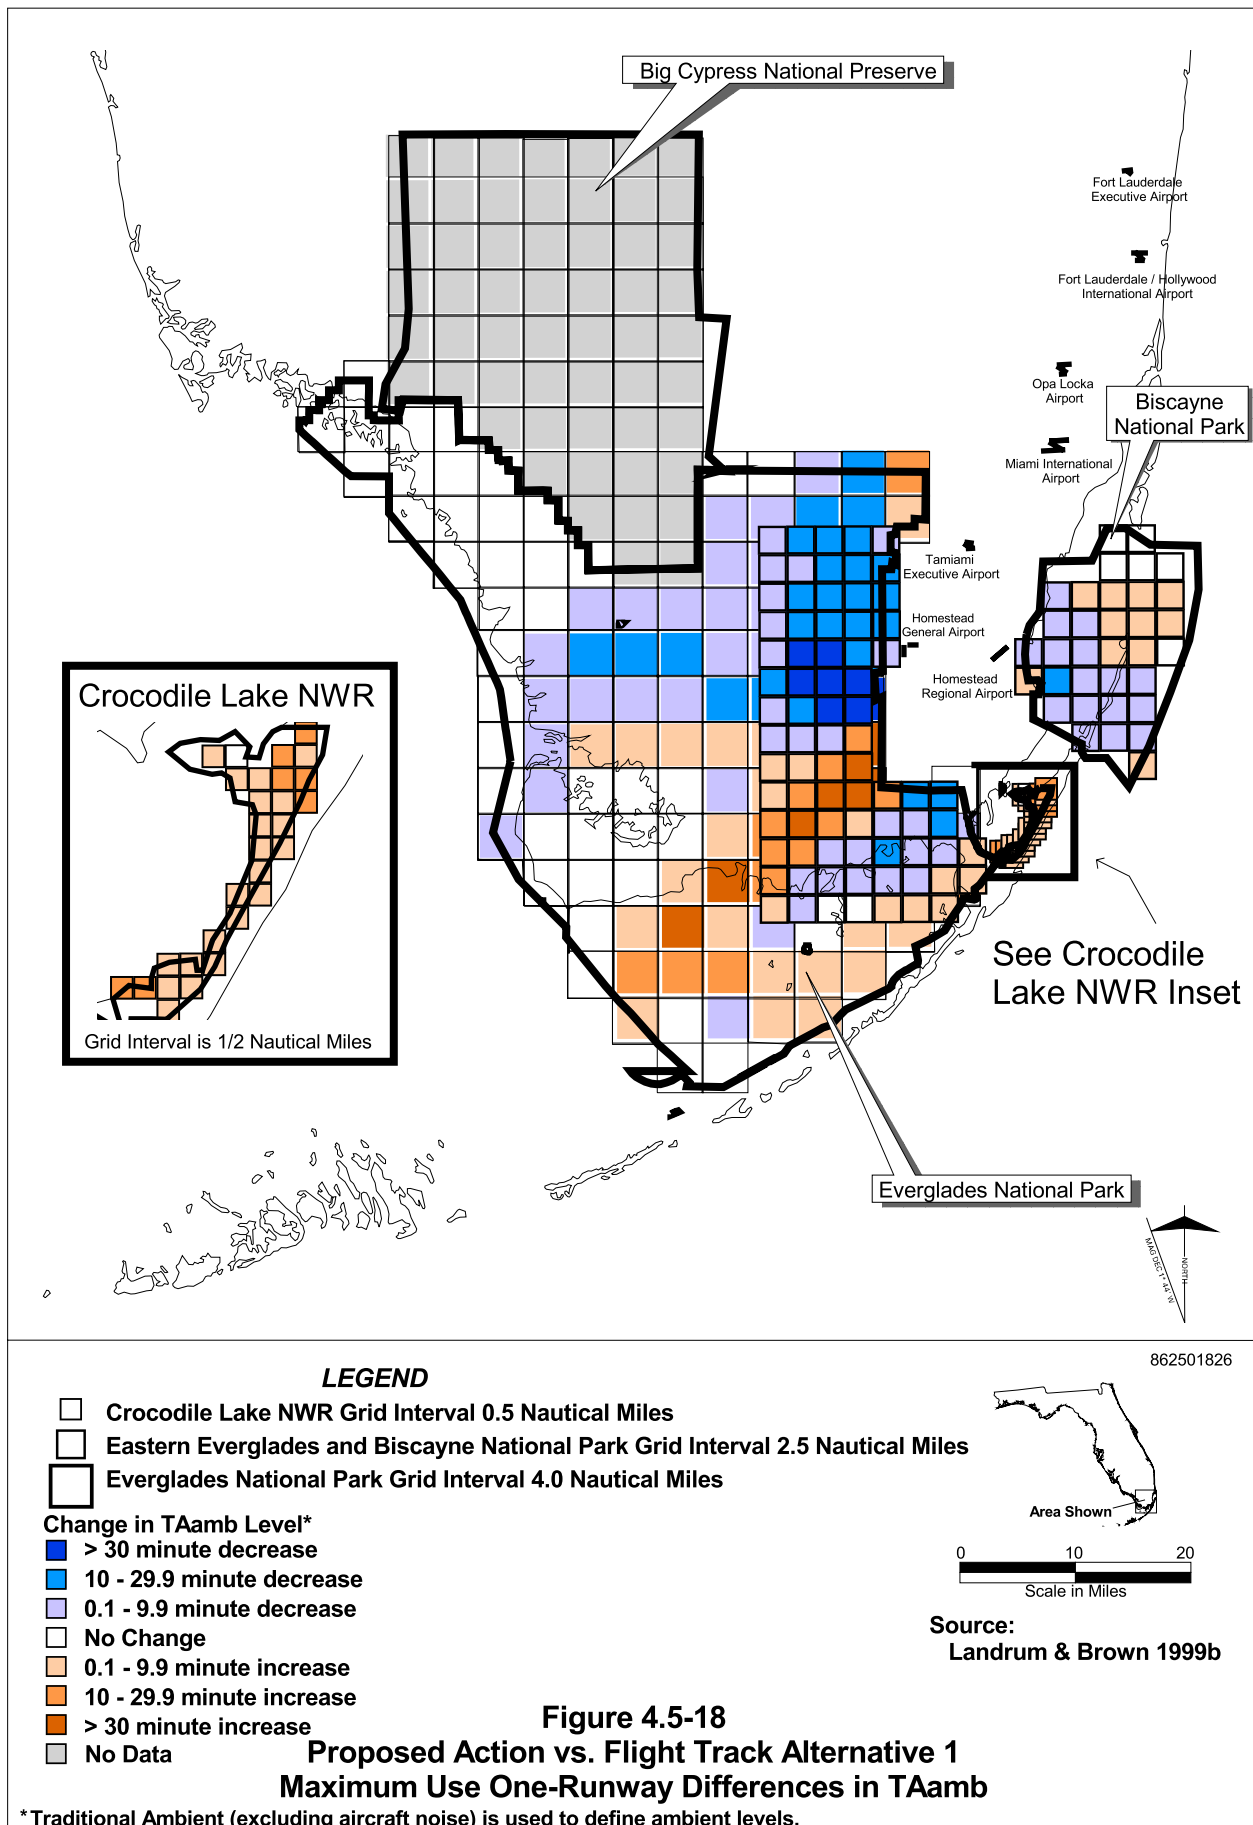 Big Cypress National Preserve
Fort Lauderdale
Executive Airport
Fort Lauderdale / Hollywood
International Airport
Opa Locka
Airport
Biscayne
National Park
Miami International
Airport
Tamiami
Executive Airport
Homestead
General Airport
Homestead
Regional Airport
Crocodile Lake NWR
Grid Interval is 1/2 Nautical Miles
See Crocodile
Lake NWR Inset
Everglades National Park
MAG DEC 1° 44' W
NORTH
862501826
LEGEND
Crocodile Lake NWR Grid Interval 0.5 Nautical Miles
Eastern Everglades and Biscayne National Park Grid Interval 2.5 Nautical Miles
Everglades National Park Grid Interval 4.0 Nautical Miles
Change in TAamb Level*
> 30 minute decrease
10 - 29.9 minute decrease
0.1 - 9.9 minute decrease
No Change
0.1 - 9.9 minute increase
10 - 29.9 minute increase
> 30 minute increase
No Data
Area Shown
0 10 20
Scale in Miles
Source:
Landrum & Brown 1999b
Figure 4.5-18
Proposed Action vs. Flight Track Alternative 1
Maximum Use One-Runway Differences in TAamb
*Traditional Ambient (excluding aircraft noise) is used to define ambient levels.